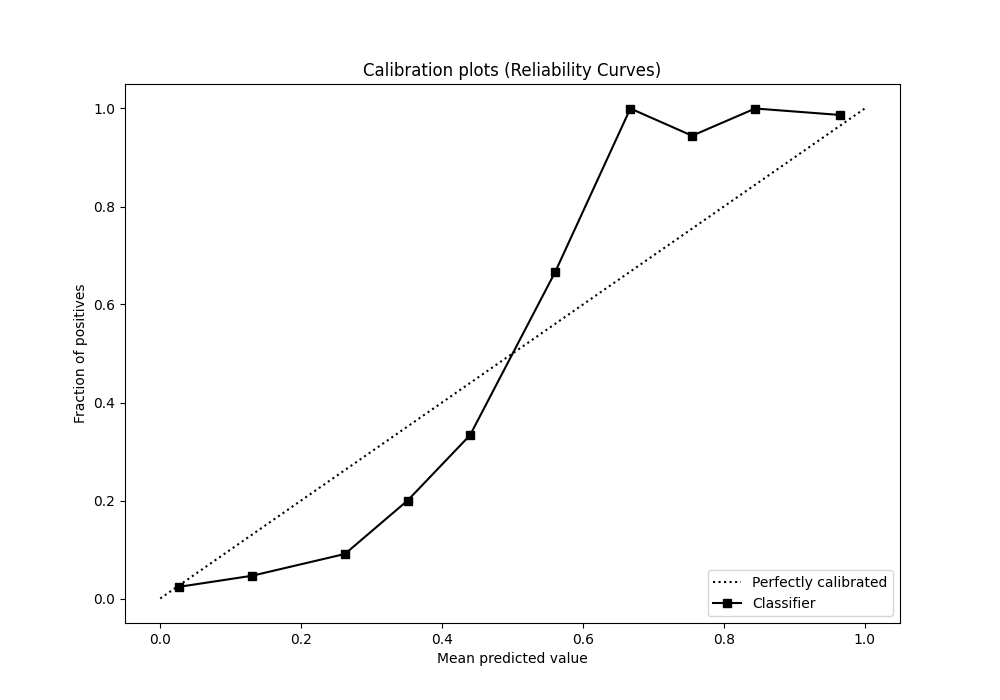 Calibration plots (Reliability Curves)
1.0
0.8
0.6
0.4
0.2
0.0
Fraction of positives
0.0 0.2 0.4 0.6 0.8 1.0
Mean predicted value
Perfectly calibrated
Classifier